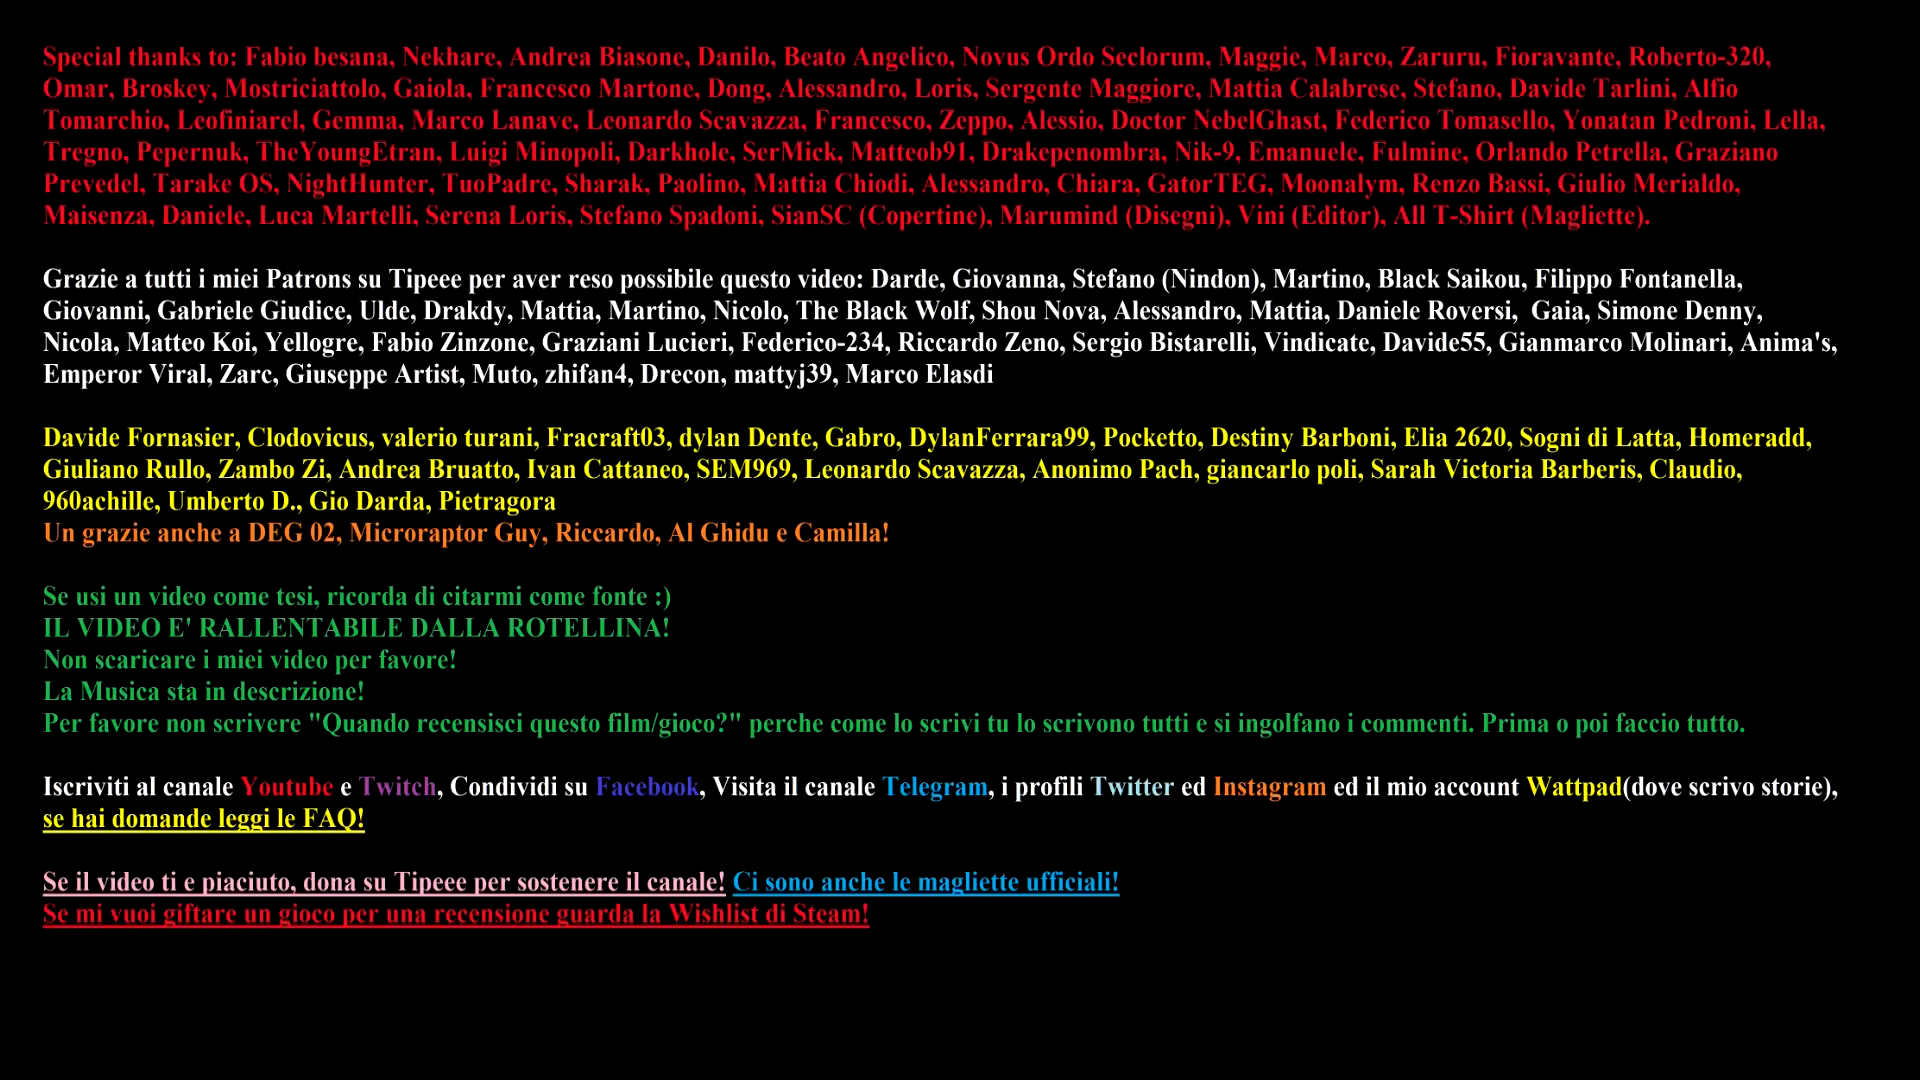 Special thanks to: Fabio besana, Nekhare, Andrea Biasone, Danilo, Beato Angelico, Novus Ordo Seclorum, Maggie, Marco, Zaruru, Fioravante, Roberto-320,
Omar, Broskey, Mostriciattolo, Gaiola, Francesco Martone, Dong, Alessandro, Loris, Sergente Maggiore, Mattia Calabrese, Stefano, Davide Tarlini, Alfio
Tomarchio, Leofiniarel, Gemma, Marco Lanave, Leonardo Scavazza, Francesco, Zeppo, Alessio, Doctor NebelGhast, Federico Tomasello, Yonatan Pedroni, Lella,
Tregno, Pepernuk, TheYoungEtran, Luigi Minopoli, Darkhole, SerMick, Matteob91, Drakepenombra, Nik-9, Emanuele, Fulmine, Orlando Petrella, Graziano
Prevedel, Tarake OS, NightHunter, TuoPadre, Sharak, Paolino, Mattia Chiodi, Alessandro, Chiara, GatorTEG, Moonalym, Renzo Bassi, Giulio Merialdo,
Maisenza, Daniele, Luca Martelli, Serena Loris, Stefano Spadoni, SianSC (Copertine), Marumind (Disegni), Vini (Editor), All T-Shirt (Magliette).
Grazie a tutti i miei Patrons su Tipeee per aver reso possibile questo video: Darde, Giovanna, Stefano (Nindon), Martino, Black Saikou, Filippo Fontanella,
Giovanni, Gabriele Giudice, Ulde, Drakdy, Mattia, Martino, Nicolo, The Black Wolf, Shou Nova, Alessandro, Mattia, Daniele Roversi,  Gaia, Simone Denny,
Nicola, Matteo Koi, Yellogre, Fabio Zinzone, Graziani Lucieri, Federico-234, Riccardo Zeno, Sergio Bistarelli, Vindicate, Davide55, Gianmarco Molinari, Anima's,
Emperor Viral, Zarc, Giuseppe Artist, Muto, zhifan4, Drecon, mattyj39, Marco Elasdi
Davide Fornasier, Clodovicus, valerio turani, Fracraft03, dylan Dente, Gabro, DylanFerrara99, Pocketto, Destiny Barboni, Elia 2620, Sogni di Latta, Homeradd,
Giuliano Rullo, Zambo Zi, Andrea Bruatto, Ivan Cattaneo, SEM969, Leonardo Scavazza, Anonimo Pach, giancarlo poli, Sarah Victoria Barberis, Claudio,
960achille, Umberto D., Gio Darda, Pietragora
Un grazie anche a DEG 02, Microraptor Guy, Riccardo, Al Ghidu e Camilla!
Se usi un video come tesi, ricorda di citarmi come fonte :)
IL VIDEO E' RALLENTABILE DALLA ROTELLINA!
Non scaricare i miei video per favore!
La Musica sta in descrizione!
Per favore non scrivere "Quando recensisci questo film/gioco?" perche come lo scrivi tu lo scrivono tutti e si ingolfano i commenti. Prima o poi faccio tutto.
Iscriviti al canale Youtube e Twitch, Condividi su Facebook, Visita il canale Telegram, i profili Twitter ed Instagram ed il mio account Wattpad(dove scrivo storie),
se hai domande leggi le FAQ!
Se il video ti e piaciuto, dona su Tipeee per sostenere il canale! Ci sono anche le magliette ufficiali!
Se mi vuoi giftare un gioco per una recensione guarda la Wishlist di Steam!